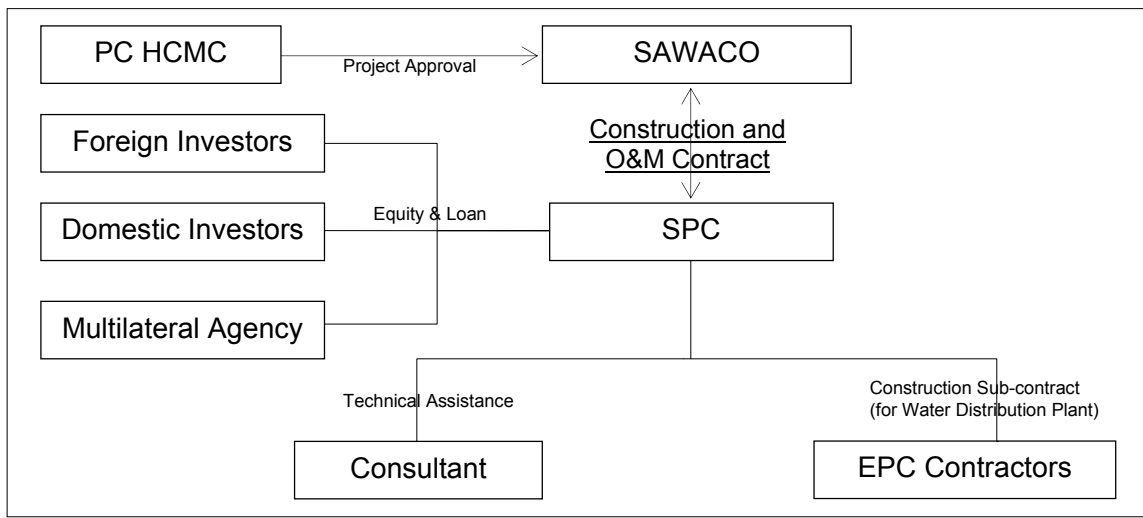 PC HCMC
Project Approval
SAWACO
Foreign Investors
Construction and
O&M Contract
Domestic Investors
Equity & Loan
SPC
Multilateral Agency
Technical Assistance
Construction Sub-contract
(for Water Distribution Plant)
Consultant
EPC Contractors